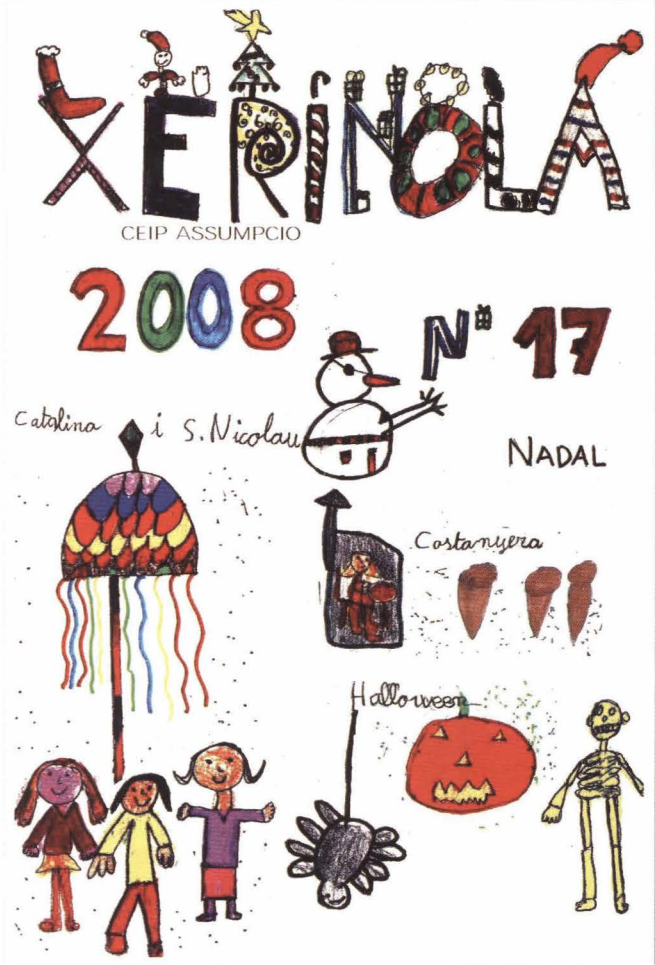 XERINOLA
CEIP ASSUMPCIO
2008
Nº 17
Catalina i S. Nicolau
NADAL
Castanyera
Halloween